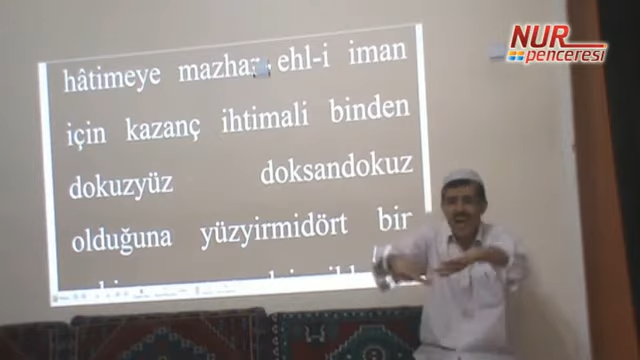 NUR
penceresi
hâtimeye mazhar ehl-i iman
için kazanç ihtimali binden
dokuzyüz doksandokuz
olduğuna yüzyirmidört bir